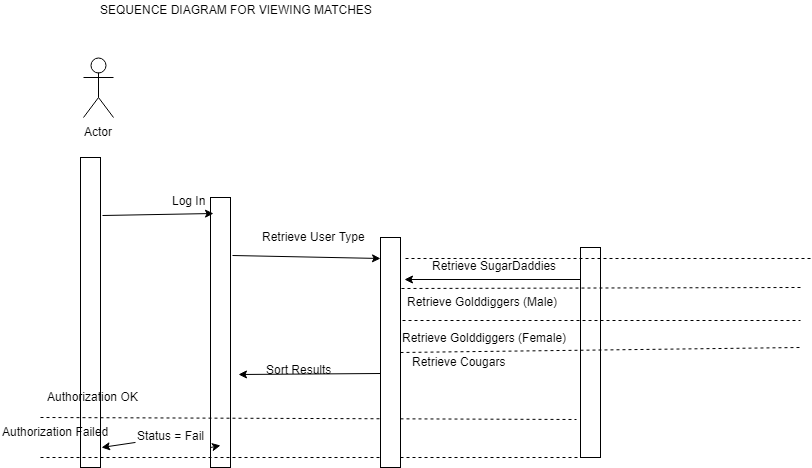 SEQUENCE DIAGRAM FOR VIEWING MATCHES
Actor
Log In
Retrieve User Type
Retrieve SugarDaddies
Retrieve Golddiggers (Male)
Retrieve Golddiggers (Female)
Retrieve Cougars
Sort Results
Authorization OK
Authorization Failed
Status = Fail